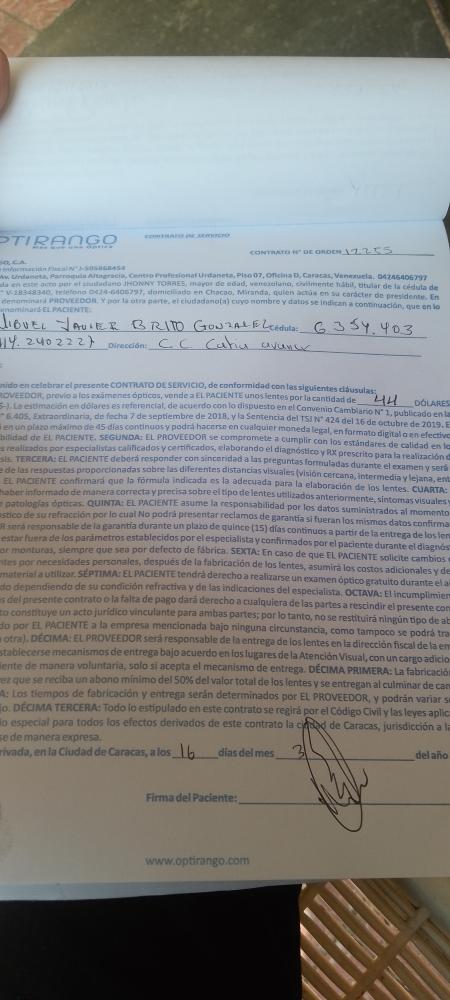 OPTIRANGO
Más que una Óptica
CONTRATO DE SERVICIO
CONTRATO N° DE ORDEN 12255
SO, C.A.
Información Fiscal N° J-505868454
Av. Urdaneta, Parroquia Altagracia, Centro Profesional Urdaneta, Piso 07, Oficina D, Caracas, Venezuela. 04246406797
da en este acto por el ciudadano JHONNY TORRES, mayor de edad, venezolano, civilmente hábil, titular de la cédula de
V-18348340, teléfono 0424-6406797, domiciliado en Chacao, Miranda, quien actúa en su carácter de presidente. En
denominará PROVEEDOR. Y por la parte, el ciudadano(a) cuyo nombre y datos se indican a continuación, que en lo
enominará EL PACIENTE:
MIGUEL JAVIER BRITO GONZALEZ Cédula: 6354.403
414. 2402227 Dirección: C.C. Catia
nido en celebrar el presente CONTRATO DE SERVICIO, de conformidad con las siguientes cláusulas:
ROVEEDOR, previo a los exámenes ópticos, vende a EL PACIENTE unos lentes por la cantidad de 44 DÓLARES
$-). La estimación en dólares es referencial, de acuerdo con lo dispuesto en el Convenio Cambiario N° 1, publicado en la
N° 6.405, Extraordinaria, de fecha 7 de septiembre de 2018, y la Sentencia del TSJ N° 424 del 16 de octubre de 2019. E
i en un plazo máximo de 45 días continuos y podrá hacerse en cualquier moneda legal, en formato digital o en efectivo
bilidad de EL PACIENTE. SEGUNDA: EL PROVEEDOR se compromete a cumplir con los estándares de calidad en le
s realizados por especialistas calificados y certificados, elaborando el diagnóstico y RX prescrito para la realización d
sis. TERCERA: EL PACIENTE deberá responder con sinceridad a las preguntas formuladas durante el examen y será
e de las respuestas proporcionadas sobre las diferentes distancias visuales (visión cercana, intermedia y lejana, ent
EL PACIENTE confirmará que la fórmula indicada es la adecuada para la elaboración de los lentes. CUARTA:
haber informado de manera correcta y precisa sobre el tipo de lentes utilizados anteriormente, síntomas visuales y
y patologías ópticas. QUINTA: EL PACIENTE asume la responsabilidad por los datos suministrados al momento
stico de su refracción por lo cual No podrá presentar reclamos de garantía si fueran los mismos datos confirma
R será responsable de la garantía durante un plazo de quince (15) días continuos a partir de la entrega de los len
estar fuera de los parámetros establecidos por el especialista y confirmados por el paciente durante el diagnós
or monturas, siempre que sea por defecto de fábrica. SEXTA: En caso de que EL PACIENTE solicite cambios e
ntes por necesidades personales, después de la fabricación de los lentes, asumirá los costos adicionales y de
material a utilizar. SÉPTIMA: EL PACIENTE tendrá derecho a realizarse un examen óptico gratuito durante el a
do dependiendo de su condición refractiva y de las indicaciones del especialista. OCTAVA: El incumplimien
s del presente contrato o la falta de pago dará derecho a cualquiera de las partes a rescindir el presente con
to constituye un acto jurídico vinculante para ambas partes; por lo tanto, no se restituirá ningún tipo de ab
do por EL PACIENTE a la empresa mencionada bajo ninguna circunstancia, como tampoco se podrá tra
otra). DÉCIMA: EL PROVEEDOR será responsable de la entrega de los lentes en la dirección fiscal de la en
stablecerse mecanismos de entrega bajo acuerdo en los lugares de la Atención Visual, con un cargo adicio
iente de manera voluntaria, solo si acepta el mecanismo de entrega. DÉCIMA PRIMERA: La fabricación
vez que se reciba un abono mínimo del 50% del valor total de los lentes y se entregan al culminar de can
A: Los tiempos de fabricación y entrega serán determinados por EL PROVEEDOR, y podrán variar s
jo. DÉCIMA TERCERA: Todo lo estipulado en este contrato se regirá por el Código Civil y las leyes aplic
io especial para todos los efectos derivados de este contrato la ciudad de Caracas, jurisdicción a la
se de manera expresa.
rivada, en la Ciudad de Caracas, a los 16 días del mes 3 del año
Firma del Paciente:
www.optirango.com